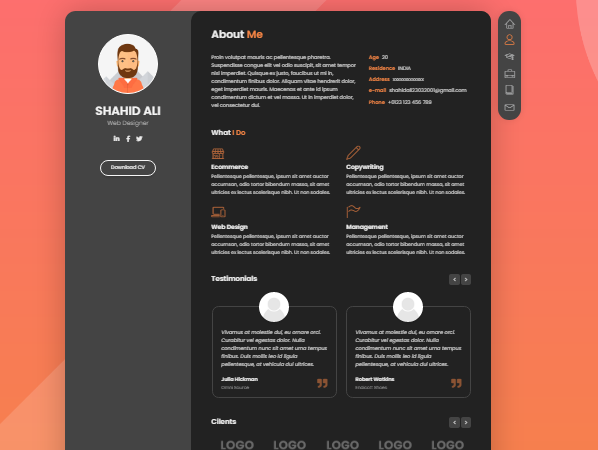 SHAHID ALI
Web Designer
Download CV
About Me
Proin volutpat mauris ac pellentesque pharetra.
Suspendisse congue elit vel odio suscipit, sit amet tempor
nisl imperdiet. Quisque ex justo, faucibus ut mi in,
condimentum finibus dolor. Aliquam vitae hendrerit dolor,
eget imperdiet mauris. Maecenas et ante id ipsum
condimentum dictum et vel massa. Ut in imperdiet dolor,
vel consectetur dui.
Age 30
Residence INDIA
Address xxxxxxxxxxxx
e-mail shahidali33033001@gmail.com
Phone +0123 123 456 789
What I Do
Ecommerce
Pellentesque pellentesque, ipsum sit amet auctor
accumsan, odio tortor bibendum massa, sit amet
ultricies ex lectus scelerisque nibh. Ut non sodales.
Copywriting
Pellentesque pellentesque, ipsum sit amet auctor
accumsan, odio tortor bibendum massa, sit amet
ultricies ex lectus scelerisque nibh. Ut non sodales.
Web Design
Pellentesque pellentesque, ipsum sit amet auctor
accumsan, odio tortor bibendum massa, sit amet
ultricies ex lectus scelerisque nibh. Ut non sodales.
Management
Pellentesque pellentesque, ipsum sit amet auctor
accumsan, odio tortor bibendum massa, sit amet
ultricies ex lectus scelerisque nibh. Ut non sodales.
Testimonials
Vivamus at molestie dui, eu ornare orci.
Curabitur vel egestas dolor. Nulla
condimentum nunc sit amet urna tempus
finibus. Duis mollis leo id ligula
pellentesque, at vehicula dui ultrices.
Julia Hickman
Omni Source
Vivamus at molestie dui, eu ornare orci.
Curabitur vel egestas dolor. Nulla
condimentum nunc sit amet urna tempus
finibus. Duis mollis leo id ligula
pellentesque, at vehicula dui ultrices.
Robert Watkins
Endicott Shoes
Clients
LOGO LOGO LOGO LOGO LOGO